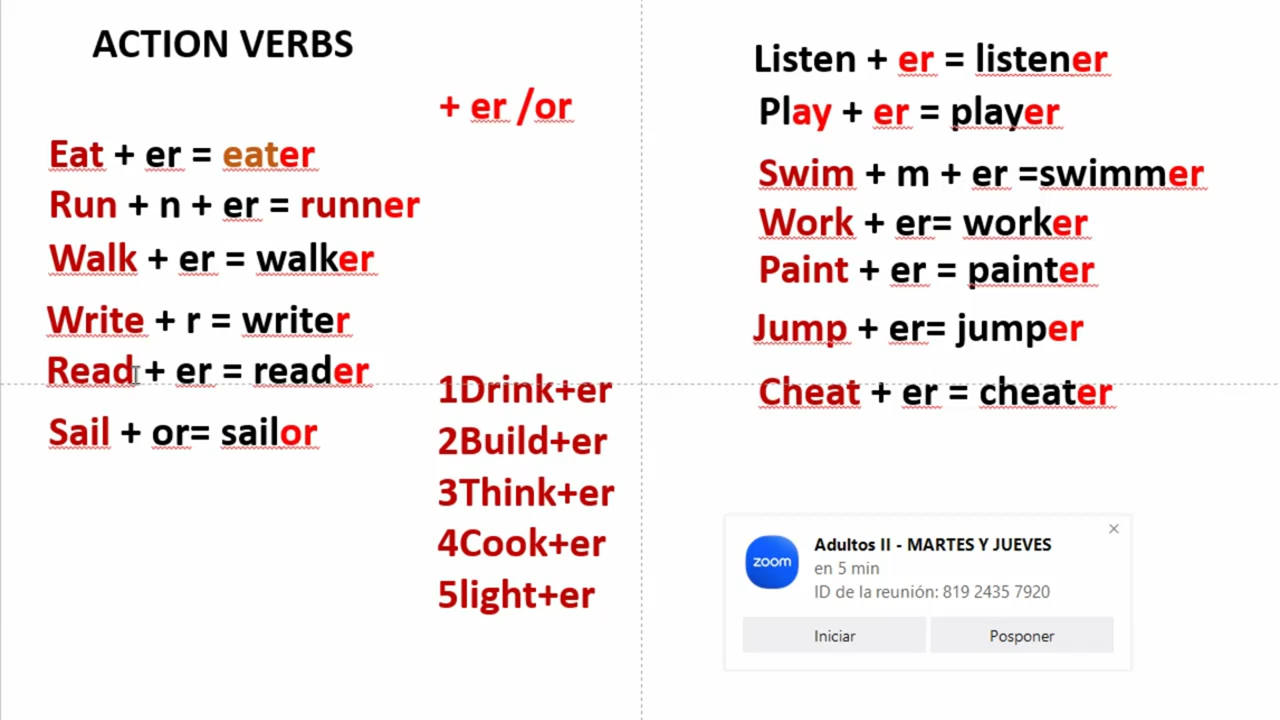 ACTION VERBS
+ er /or
Eat + er = eater
Run + n + er = runner
Walk + er = walker
Write + r = writer
Read + er = reader
Sail + or= sailor
1Drink+er
2Build+er
3Think+er
4Cook+er
5light+er
Listen + er = listener
Play + er = player
Swim + m + er =swimmer
Work + er= worker
Paint + er = painter
Jump + er= jumper
Cheat + er = cheater
zoom
Adultos II - MARTES Y JUEVES
en 5 min
ID de la reunión: 819 2435 7920
Iniciar
Posponer